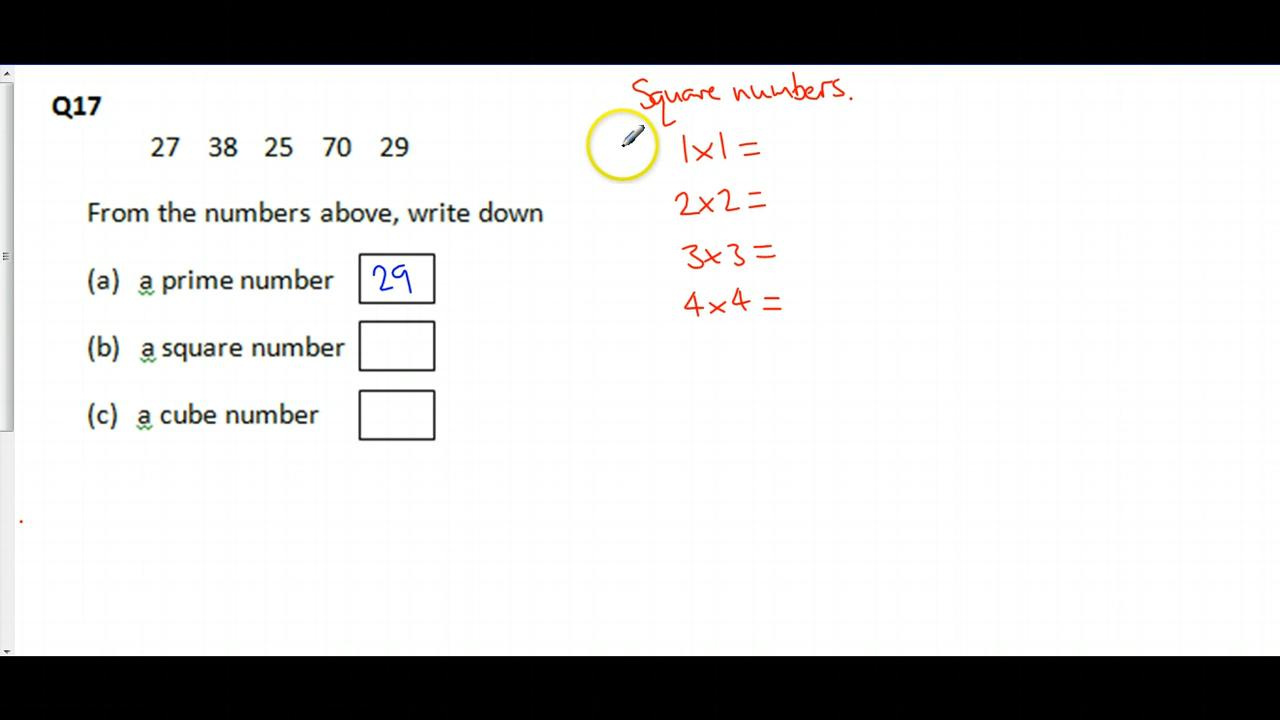 Q17
27 38 25 70 29
From the numbers above, write down
(a) a prime number 29
(b) a square number
(c) a cube number
Square numbers.
1x1=
2x2=
3x3=
4x4=